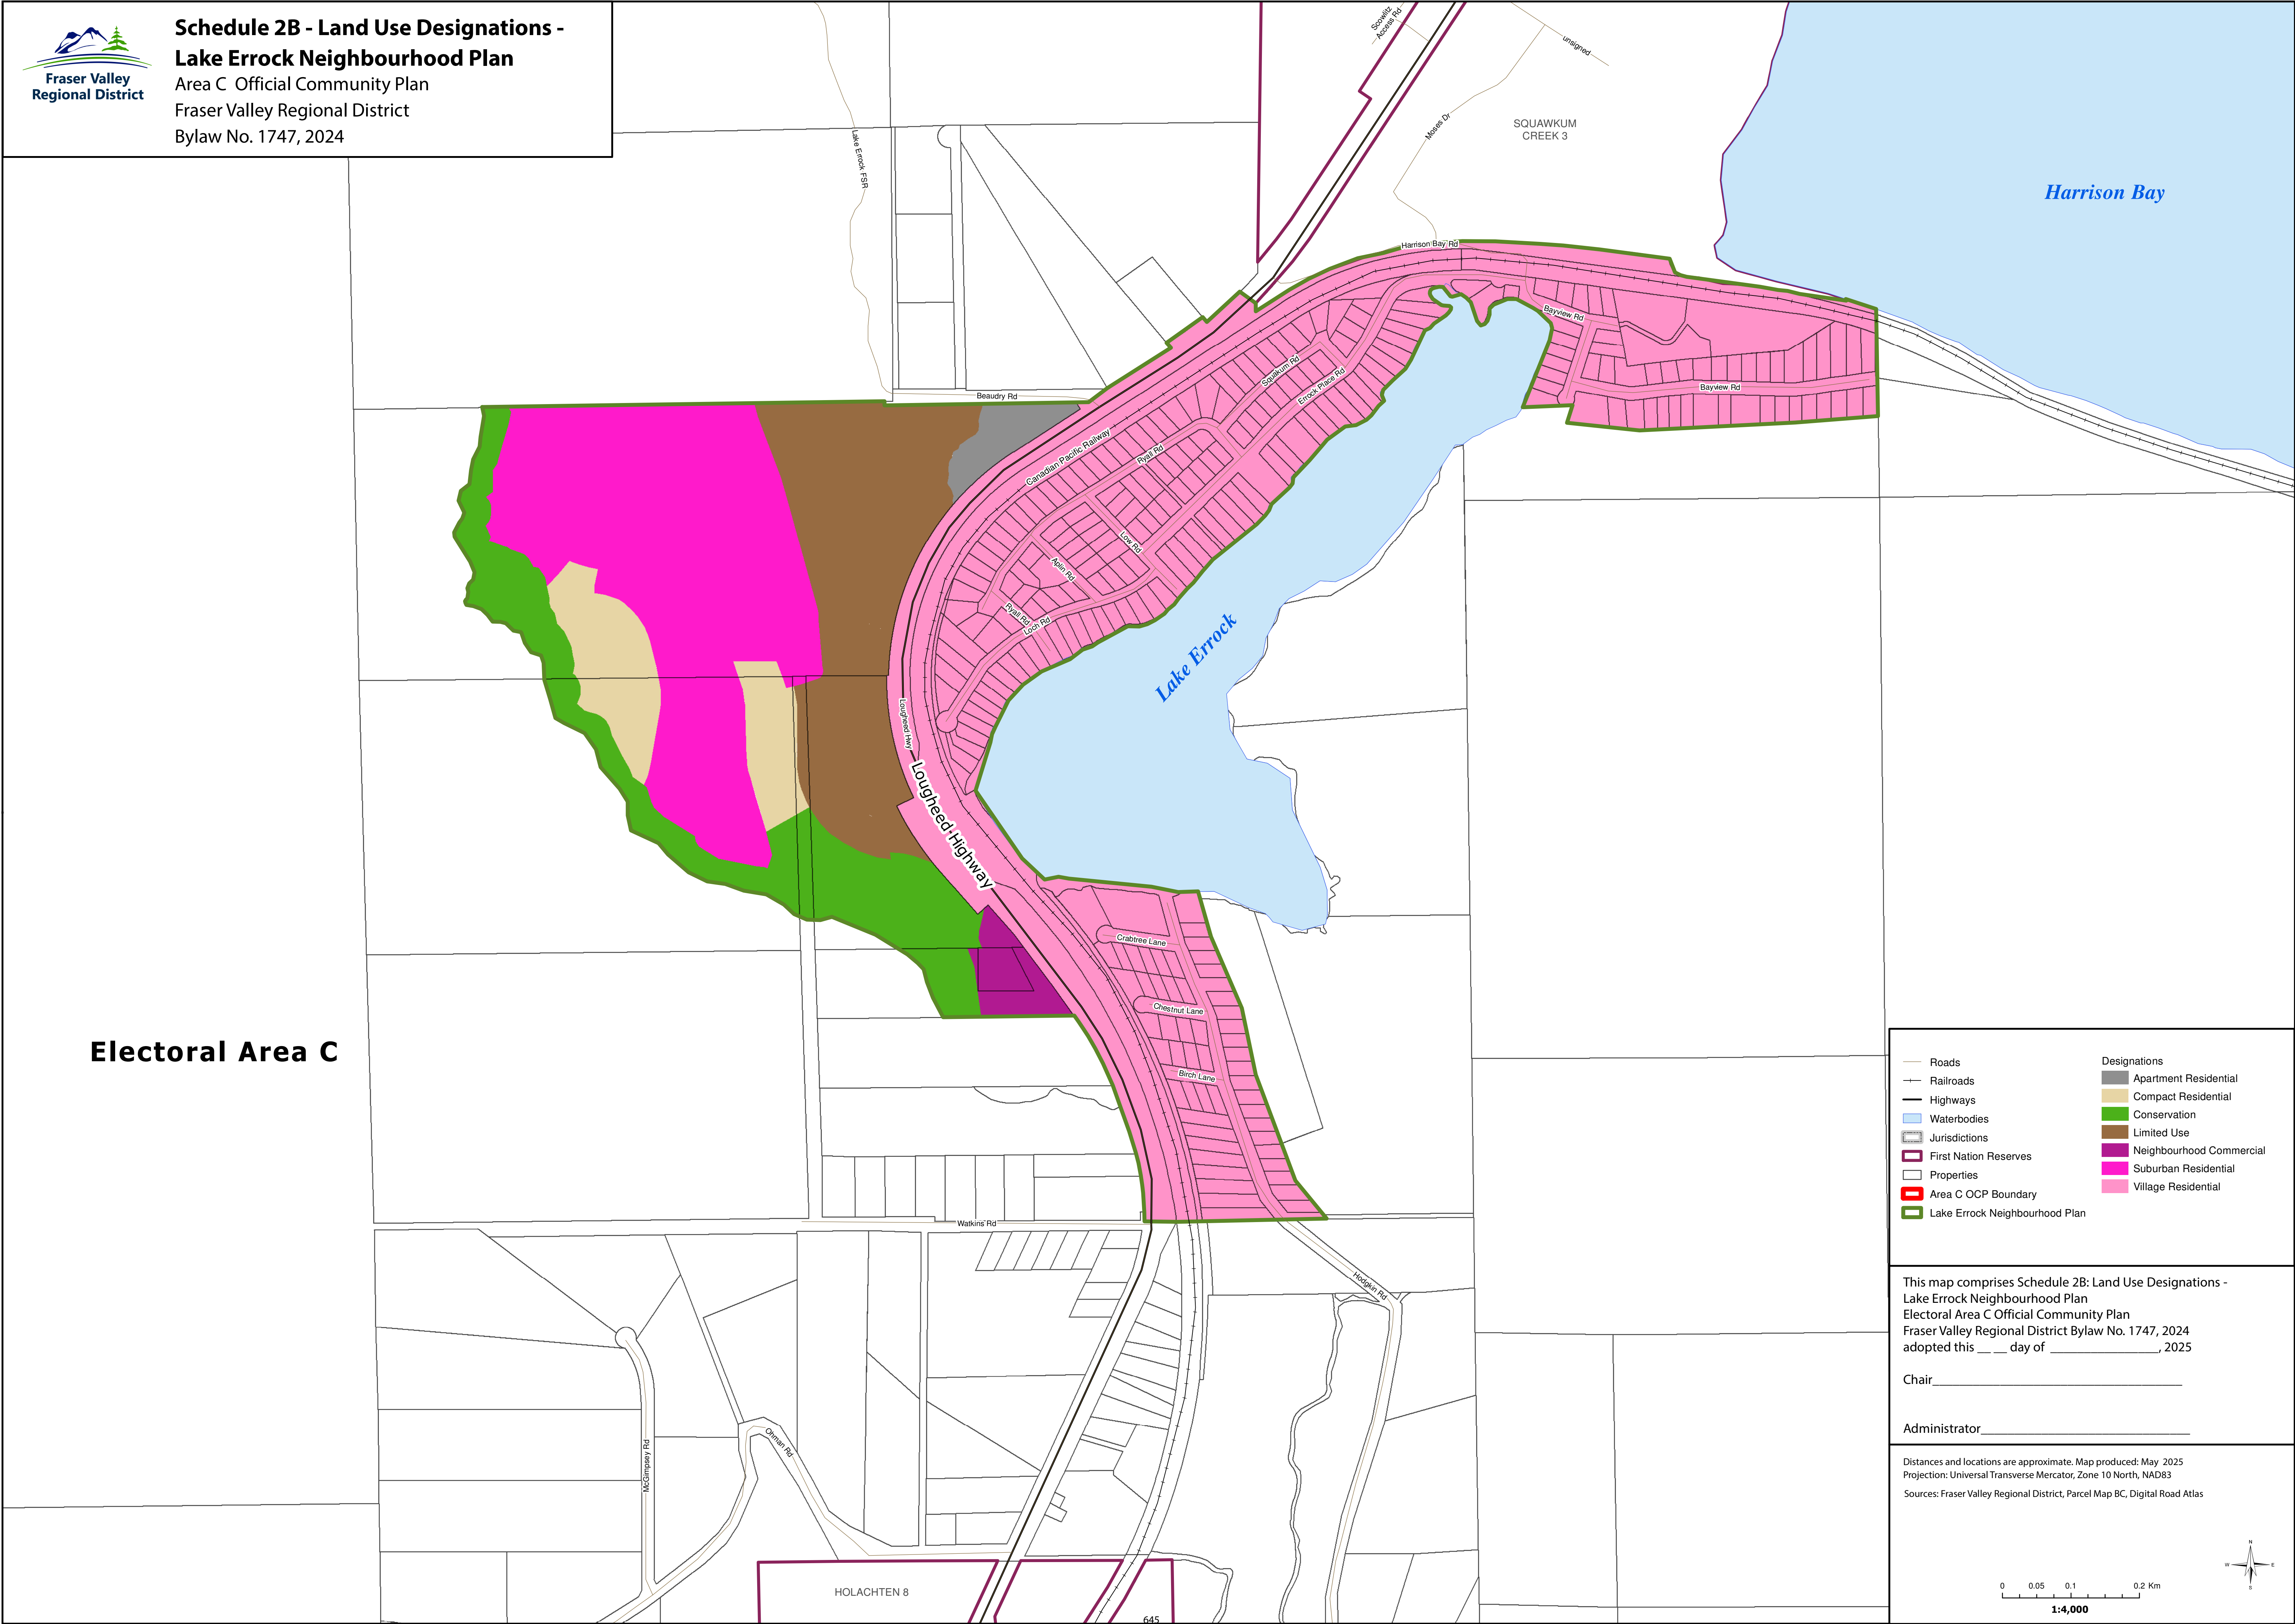 Fraser Valley
Regional District
Schedule 2B - Land Use Designations -
Lake Errock Neighbourhood Plan
Area C Official Community Plan
Fraser Valley Regional District
Bylaw No. 1747, 2024
Scowlitz
Access Rd
unsigned
Moses Dr
SQUAWKUM
CREEK 3
Harrison Bay
Lake Errock FSR
Harrison Bay Rd
Bayview Rd
Bayview Rd
Beaudry Rd
Squakum Rd
Errock Place Rd
Canadian Pacific Railway
Ryall Rd
Low Rd
Aplin Rd
Ryall Rd
Loch Rd
Lake Errock
Lougheed Hwy
Lougheed Highway
Crabtree Lane
Chestnut Lane
Birch Lane
Electoral Area C
Watkins Rd
Hodgkin Rd
McGimpsey Rd
Ohman Rd
HOLACHTEN 8
645
Roads
Railroads
Highways
Waterbodies
Jurisdictions
First Nation Reserves
Properties
Area C OCP Boundary
Lake Errock Neighbourhood Plan
Designations
Apartment Residential
Compact Residential
Conservation
Limited Use
Neighbourhood Commercial
Suburban Residential
Village Residential
This map comprises Schedule 2B: Land Use Designations -
Lake Errock Neighbourhood Plan
Electoral Area C Official Community Plan
Fraser Valley Regional District Bylaw No. 1747, 2024
adopted this __ __ day of ________________, 2025
Chair____________________________________
Administrator______________________________
Distances and locations are approximate. Map produced: May 2025
Projection: Universal Transverse Mercator, Zone 10 North, NAD83
Sources: Fraser Valley Regional District, Parcel Map BC, Digital Road Atlas
N
W E
S
0 0.05 0.1 0.2 Km
1:4,000